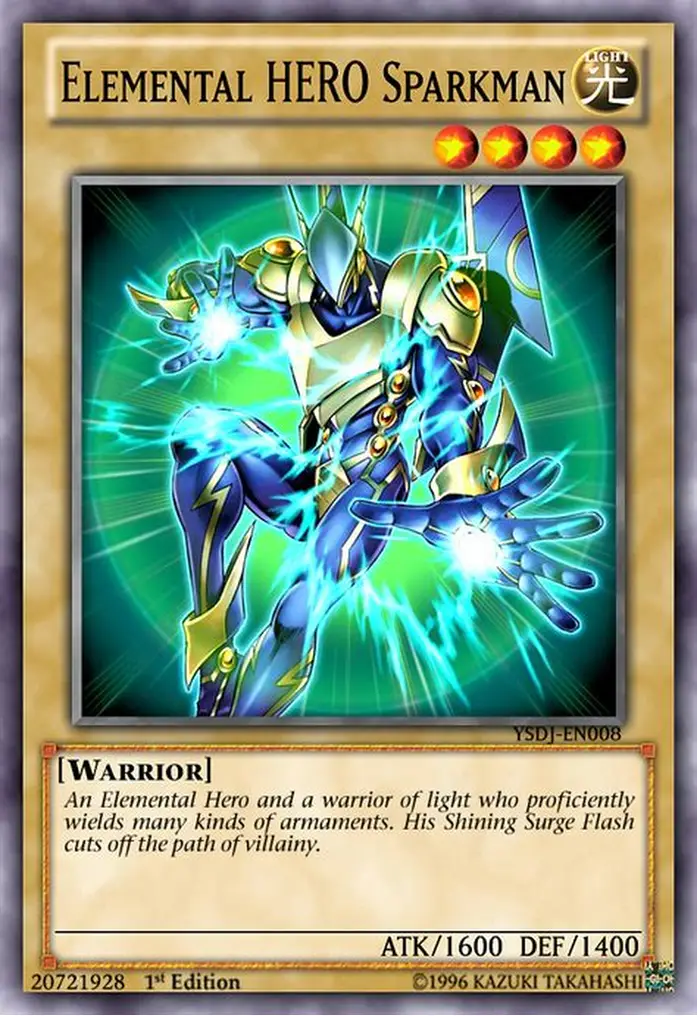 ELEMENTAL HERO SPARKMAN
LIGHT
光
YSDJ-EN008
[WARRIOR]
An Elemental Hero and a warrior of light who proficiently
wields many kinds of armaments. His Shining Surge Flash
cuts off the path of villainy.
ATK/1600 DEF/1400
20721928 1st Edition ©1996 KAZUKI TAKAHASHI